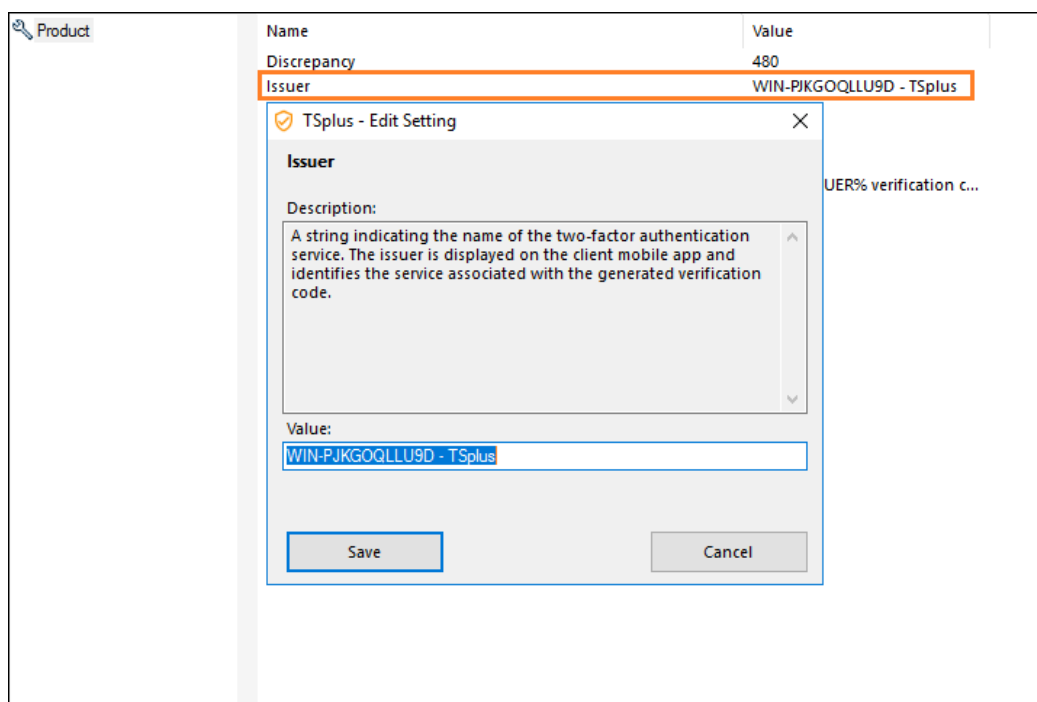 Product
Name Value
Discrepancy 480
Issuer WIN-PJKGOQLLU9D - TSplus
TSplus - Edit Setting
Issuer
UER% verification c...
Description:
A string indicating the name of the two-factor authentication
service. The issuer is displayed on the client mobile app and
identifies the service associated with the generated verification
code.
Value:
WIN-PJKGOQLLU9D - TSplus
Save Cancel